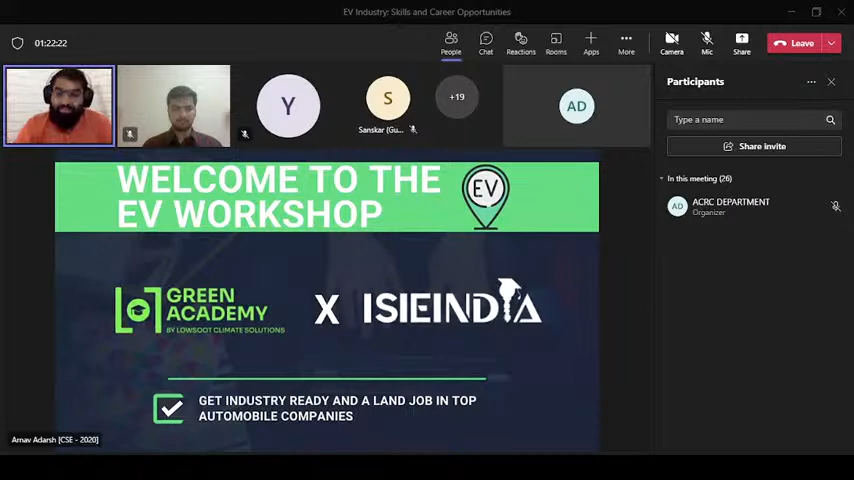 EV Industry: Skills and Career Opportunities
01:22:22
People
Chat
Reactions
Rooms
Apps
More
Camera
Mic
Share
Leave
Y
S
Sanskar (Gu...
+19
AD
Participants
Type a name
Share invite
In this meeting (26)
AD
ACRC DEPARTMENT
Organizer
WELCOME TO THE
EV WORKSHOP
EV
GREEN
ACADEMY
BY LOWSOOT CLIMATE SOLUTIONS
X
ISIEINDIA
GET INDUSTRY READY AND A LAND JOB IN TOP
AUTOMOBILE COMPANIES
Arnav Adarsh [CSE - 2020]